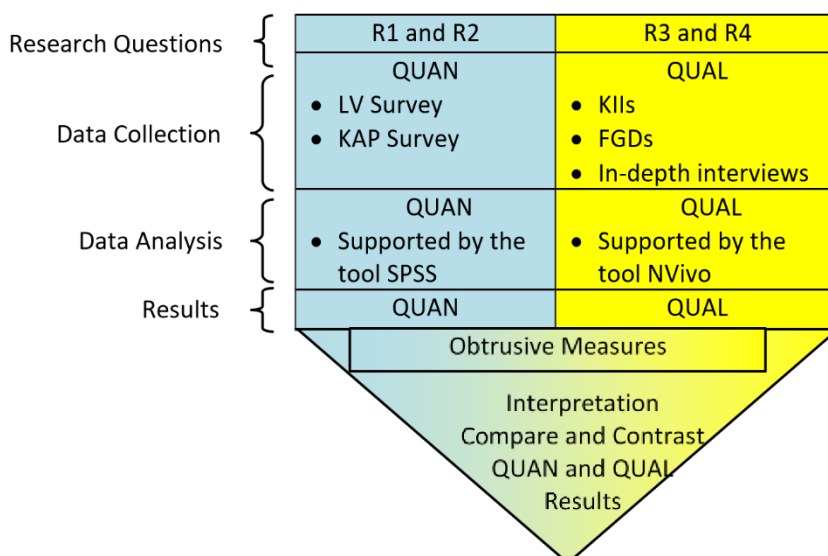 Research Questions
R1 and R2
R3 and R4
Data Collection
QUAN
• LV Survey
• KAP Survey
QUAL
• KIIs
• FGDs
• In-depth interviews
Data Analysis
QUAN
• Supported by the
tool SPSS
QUAL
• Supported by the
tool NVivo
Results
QUAN
QUAL
Obtrusive Measures
Interpretation
Compare and Contrast
QUAN and QUAL
Results